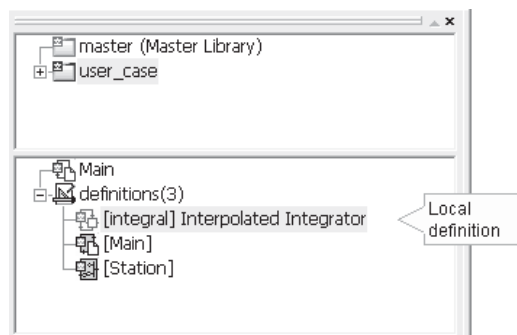 master (Master Library)
user_case
Main
definitions(3)
[integral] Interpolated Integrator
[Main]
[Station]
Local
definition